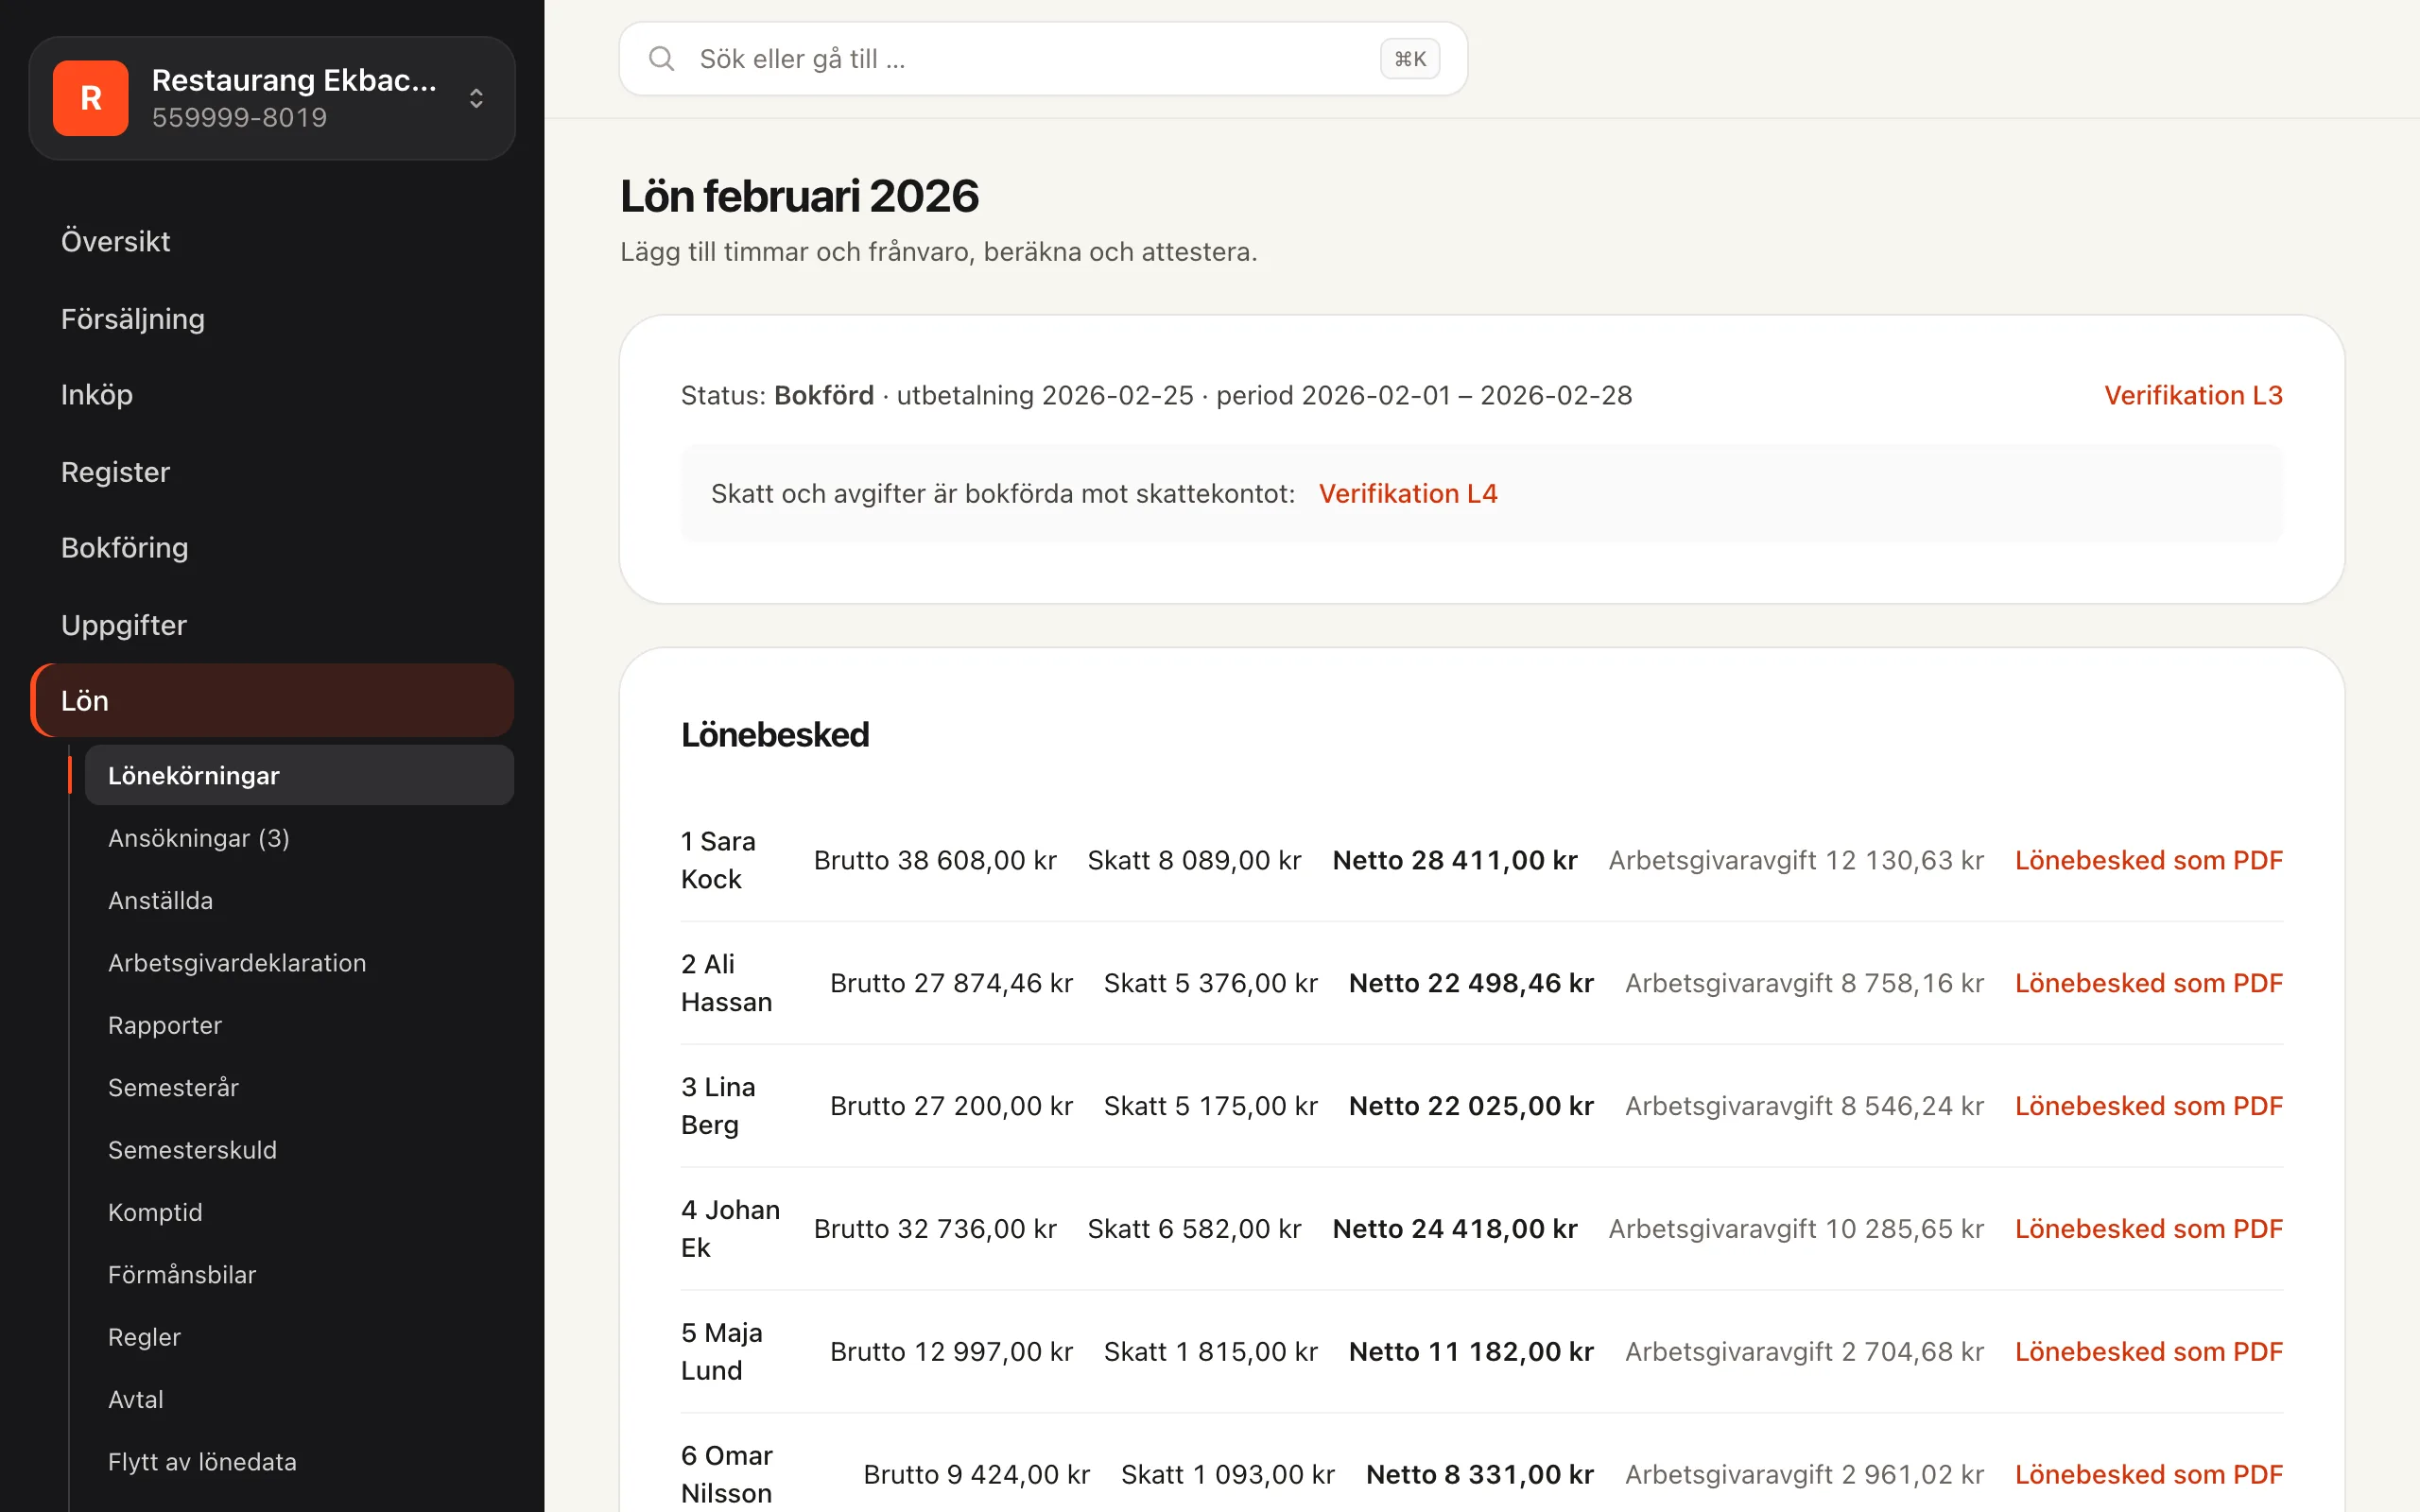 R
Restaurang Ekbac...
559999-8019
Översikt
Försäljning
Inköp
Register
Bokföring
Uppgifter
Lön
Lönekörningar
Ansökningar (3)
Anställda
Arbetsgivardeklaration
Rapporter
Semesterår
Semesterskuld
Komptid
Förmånsbilar
Regler
Avtal
Flytt av lönedata
Sök eller gå till ...
⌘K
Lön februari 2026
Lägg till timmar och frånvaro, beräkna och attestera.
Status: Bokförd · utbetalning 2026-02-25 · period 2026-02-01 – 2026-02-28
Verifikation L3
Skatt och avgifter är bokförda mot skattekontot: Verifikation L4
Lönebesked
1 Sara
Kock
Brutto 38 608,00 kr Skatt 8 089,00 kr Netto 28 411,00 kr Arbetsgivaravgift 12 130,63 kr Lönebesked som PDF
2 Ali
Hassan
Brutto 27 874,46 kr Skatt 5 376,00 kr Netto 22 498,46 kr Arbetsgivaravgift 8 758,16 kr Lönebesked som PDF
3 Lina
Berg
Brutto 27 200,00 kr Skatt 5 175,00 kr Netto 22 025,00 kr Arbetsgivaravgift 8 546,24 kr Lönebesked som PDF
4 Johan
Ek
Brutto 32 736,00 kr Skatt 6 582,00 kr Netto 24 418,00 kr Arbetsgivaravgift 10 285,65 kr Lönebesked som PDF
5 Maja
Lund
Brutto 12 997,00 kr Skatt 1 815,00 kr Netto 11 182,00 kr Arbetsgivaravgift 2 704,68 kr Lönebesked som PDF
6 Omar
Nilsson
Brutto 9 424,00 kr Skatt 1 093,00 kr Netto 8 331,00 kr Arbetsgivaravgift 2 961,02 kr Lönebesked som PDF